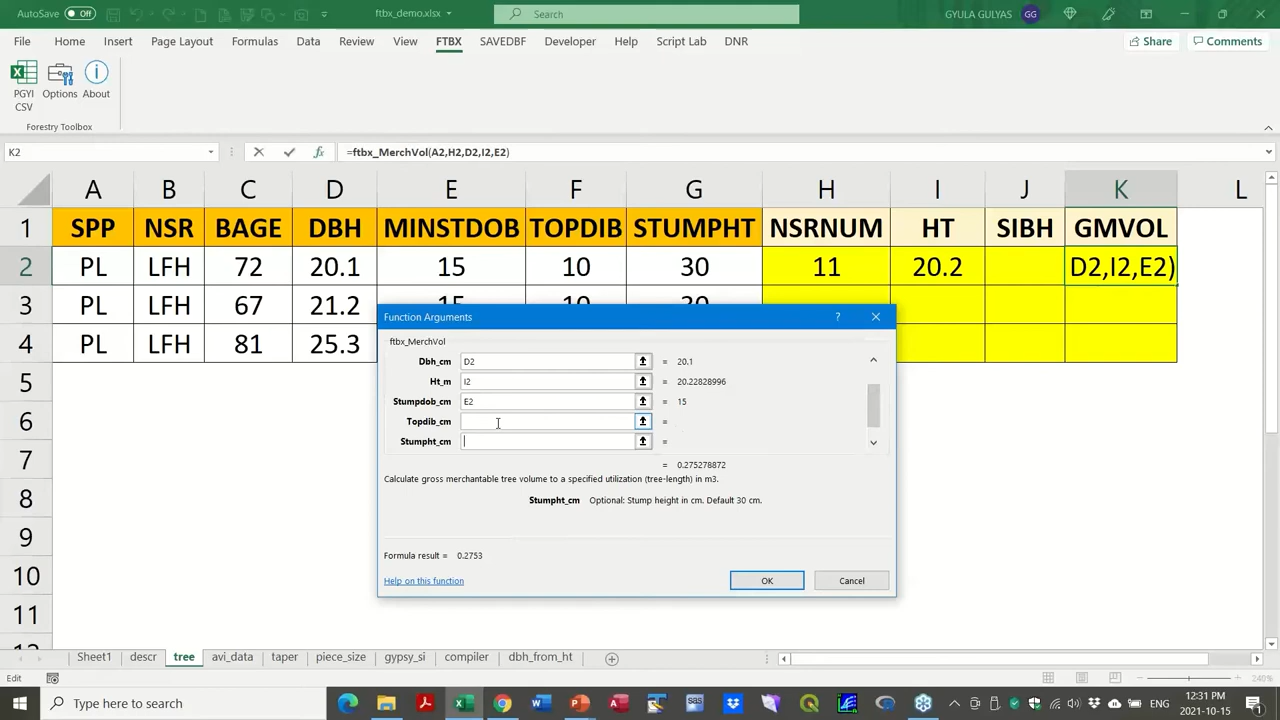 AutoSave Off ftbx_demo.xlsx Search GYULA GULYAS GG
File Home Insert Page Layout Formulas Data Review View FTBX SAVEDBF Developer Help Script Lab DNR Share Comments
PGYI CSV Options About
Forestry Toolbox
K2 fx =ftbx_MerchVol(A2,H2,D2,I2,E2)
A B C D E F G H I J K L
1 SPP NSR BAGE DBH MINSTDOB TOPDIB STUMPHT NSRNUM HT SIBH GMVOL
2 PL LFH 72 20.1 15 10 30 11 20.2 D2,I2,E2)
3 PL LFH 67 21.2 15 10 30
4 PL LFH 81 25.3
5
6
7
8
9
10
11
12
Function Arguments ?
ftbx_MerchVol
Dbh_cm D2 = 20.1
Ht_m I2 = 20.22828996
Stumpdob_cm E2 = 15
Topdib_cm =
Stumpht_cm =
= 0.275278872
Calculate gross merchantable tree volume to a specified utilization (tree-length) in m3.
Stumpht_cm Optional: Stump height in cm. Default 30 cm.
Formula result = 0.2753
Help on this function OK Cancel
Sheet1 descr tree avi_data taper piece_size gypsy_si compiler dbh_from_ht
Edit 240%
Type here to search 12:31 PM
2021-10-15